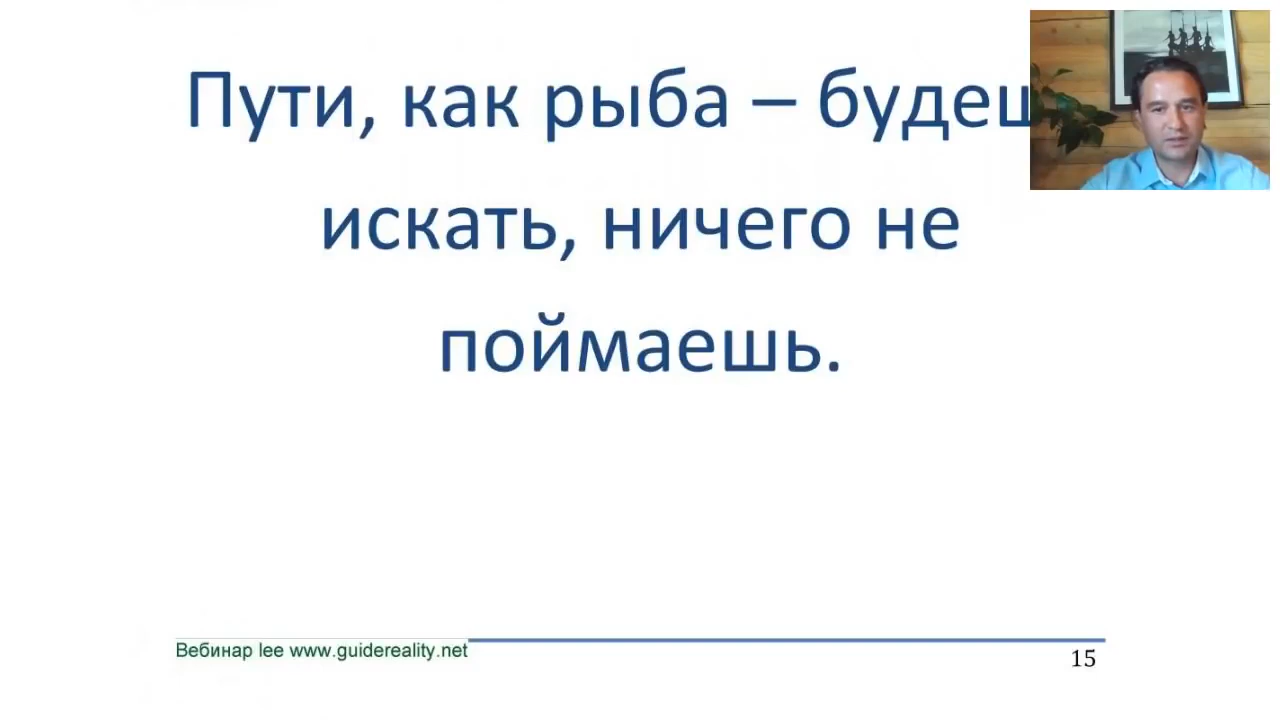 Пути, как рыба – будеш
искать, ничего не
поймаешь.
Вебинар lee www.guidereality.net
15